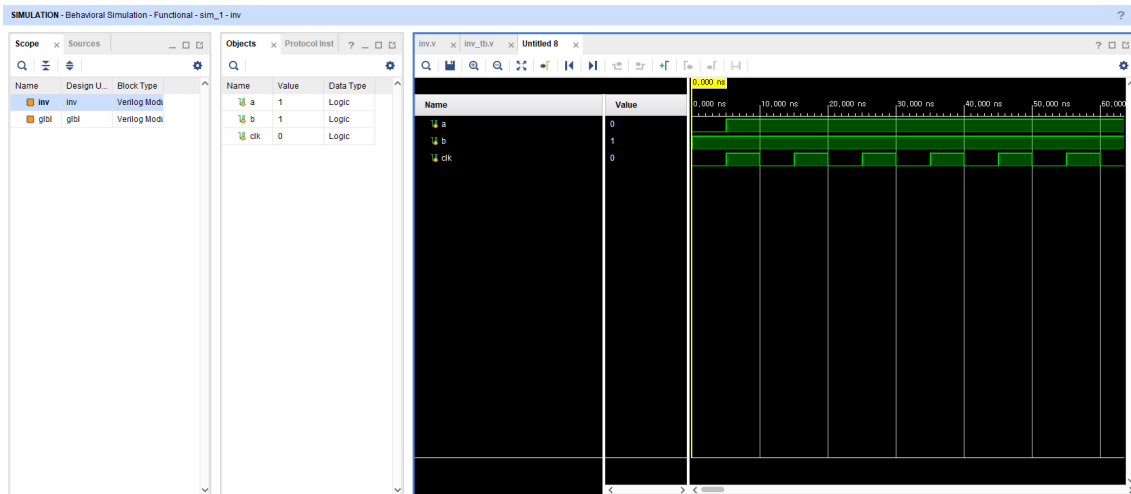 SIMULATION - Behavioral Simulation - Functional - sim_1 - inv
?
Scope × Sources
Name Design U... Block Type
inv inv Verilog Modu
glbl glbl Verilog Modu
Objects × Protocol Inst ?
Name Value Data Type
a 1 Logic
b 1 Logic
clk 0 Logic
inv.v × inv_tb.v × Untitled 8 × ?
0.000 ns
Name Value
0.000 ns 10.000 ns 20.000 ns 30.000 ns 40.000 ns 50.000 ns 60.000
a 0
b 1
clk 0